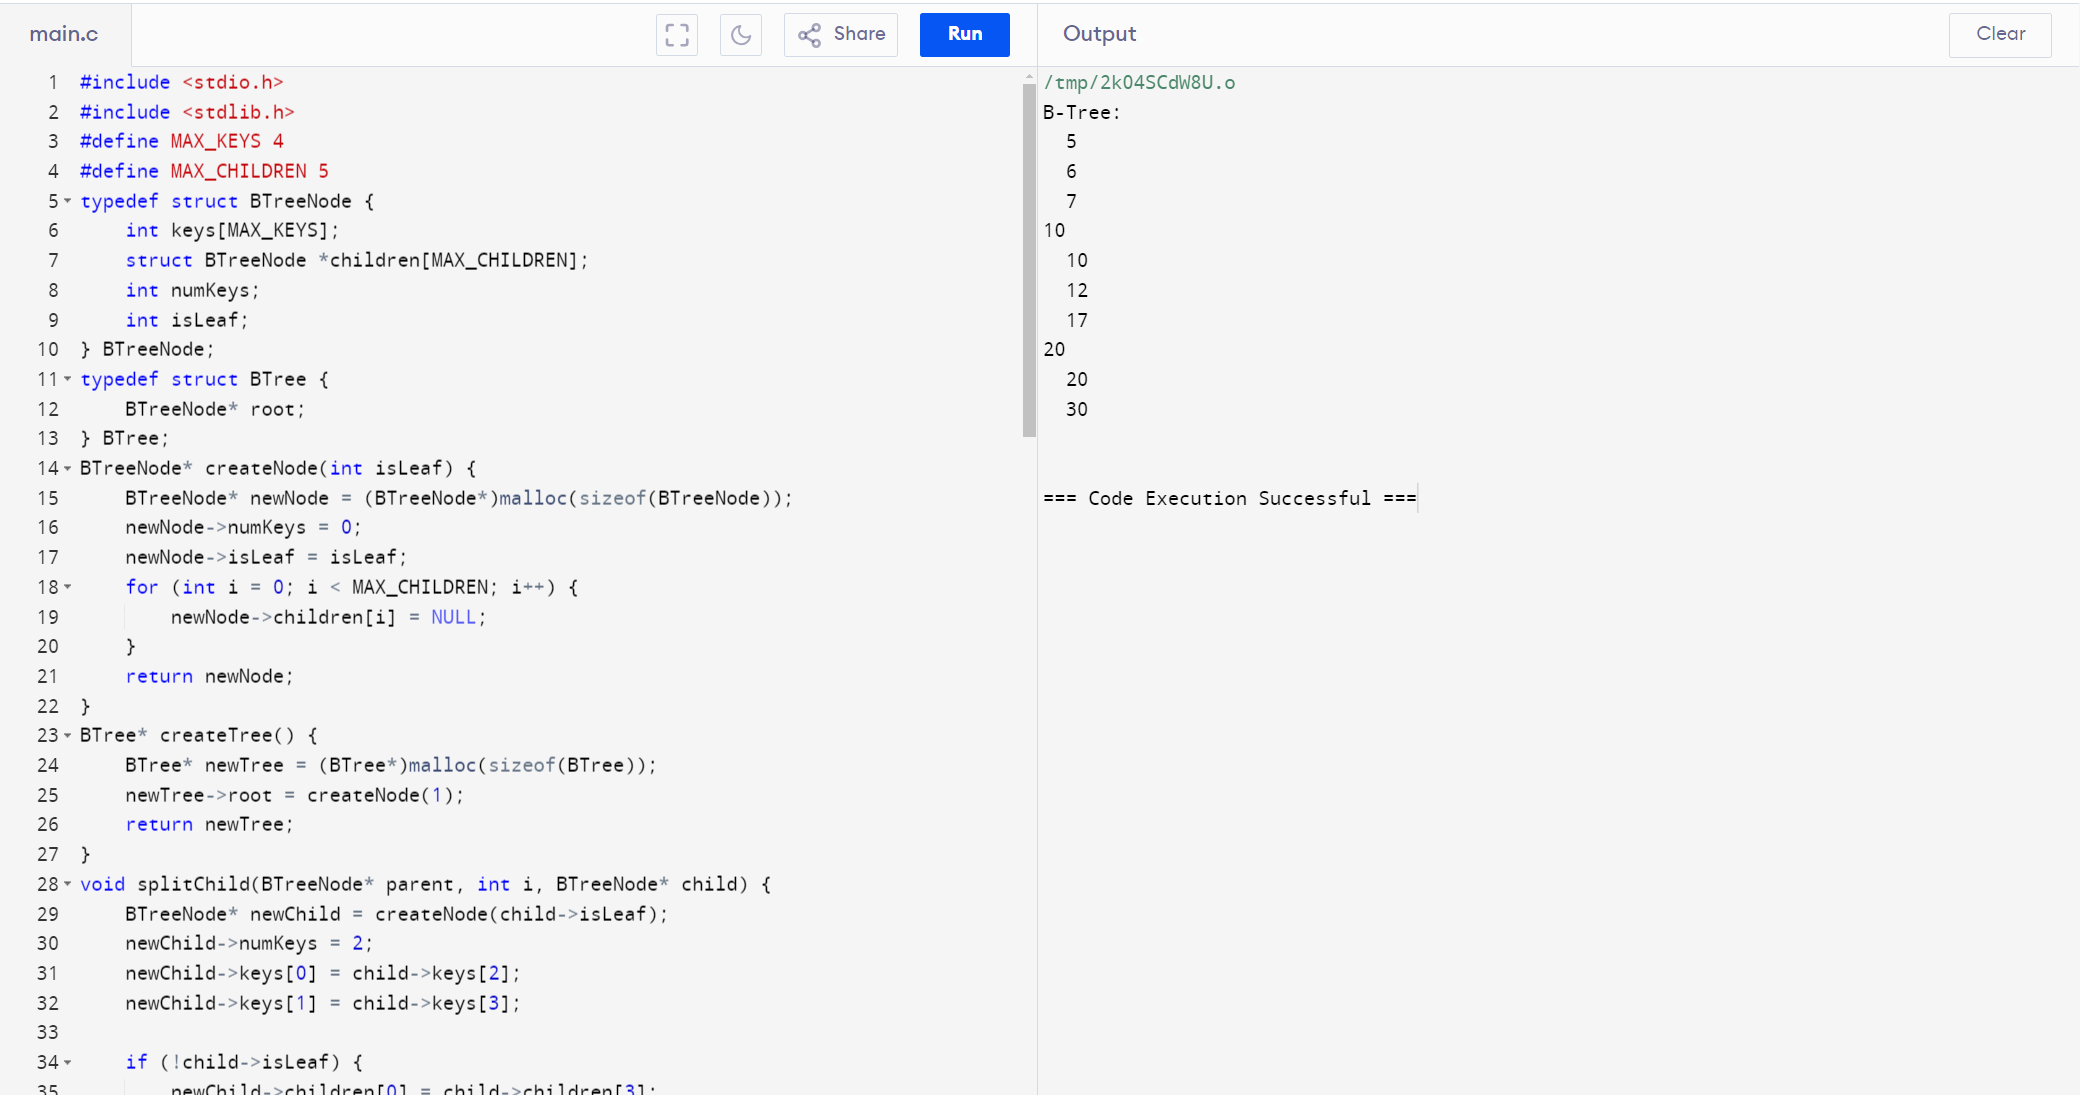 main.c
Share
Run
Output
Clear
1 #include <stdio.h>
2 #include <stdlib.h>
3 #define MAX_KEYS 4
4 #define MAX_CHILDREN 5
5 typedef struct BTreeNode {
6     int keys[MAX_KEYS];
7     struct BTreeNode *children[MAX_CHILDREN];
8     int numKeys;
9     int isLeaf;
10 } BTreeNode;
11 typedef struct BTree {
12     BTreeNode* root;
13 } BTree;
14 BTreeNode* createNode(int isLeaf) {
15     BTreeNode* newNode = (BTreeNode*)malloc(sizeof(BTreeNode));
16     newNode->numKeys = 0;
17     newNode->isLeaf = isLeaf;
18     for (int i = 0; i < MAX_CHILDREN; i++) {
19         newNode->children[i] = NULL;
20     }
21     return newNode;
22 }
23 BTree* createTree() {
24     BTree* newTree = (BTree*)malloc(sizeof(BTree));
25     newTree->root = createNode(1);
26     return newTree;
27 }
28 void splitChild(BTreeNode* parent, int i, BTreeNode* child) {
29     BTreeNode* newChild = createNode(child->isLeaf);
30     newChild->numKeys = 2;
31     newChild->keys[0] = child->keys[2];
32     newChild->keys[1] = child->keys[3];
33
34     if (!child->isLeaf) {
35         newChild->children[0] = child->children[3];
/tmp/2k04SCdW8U.o
B-Tree:
  5
  6
  7
10
  10
  12
  17
20
  20
  30
=== Code Execution Successful ===